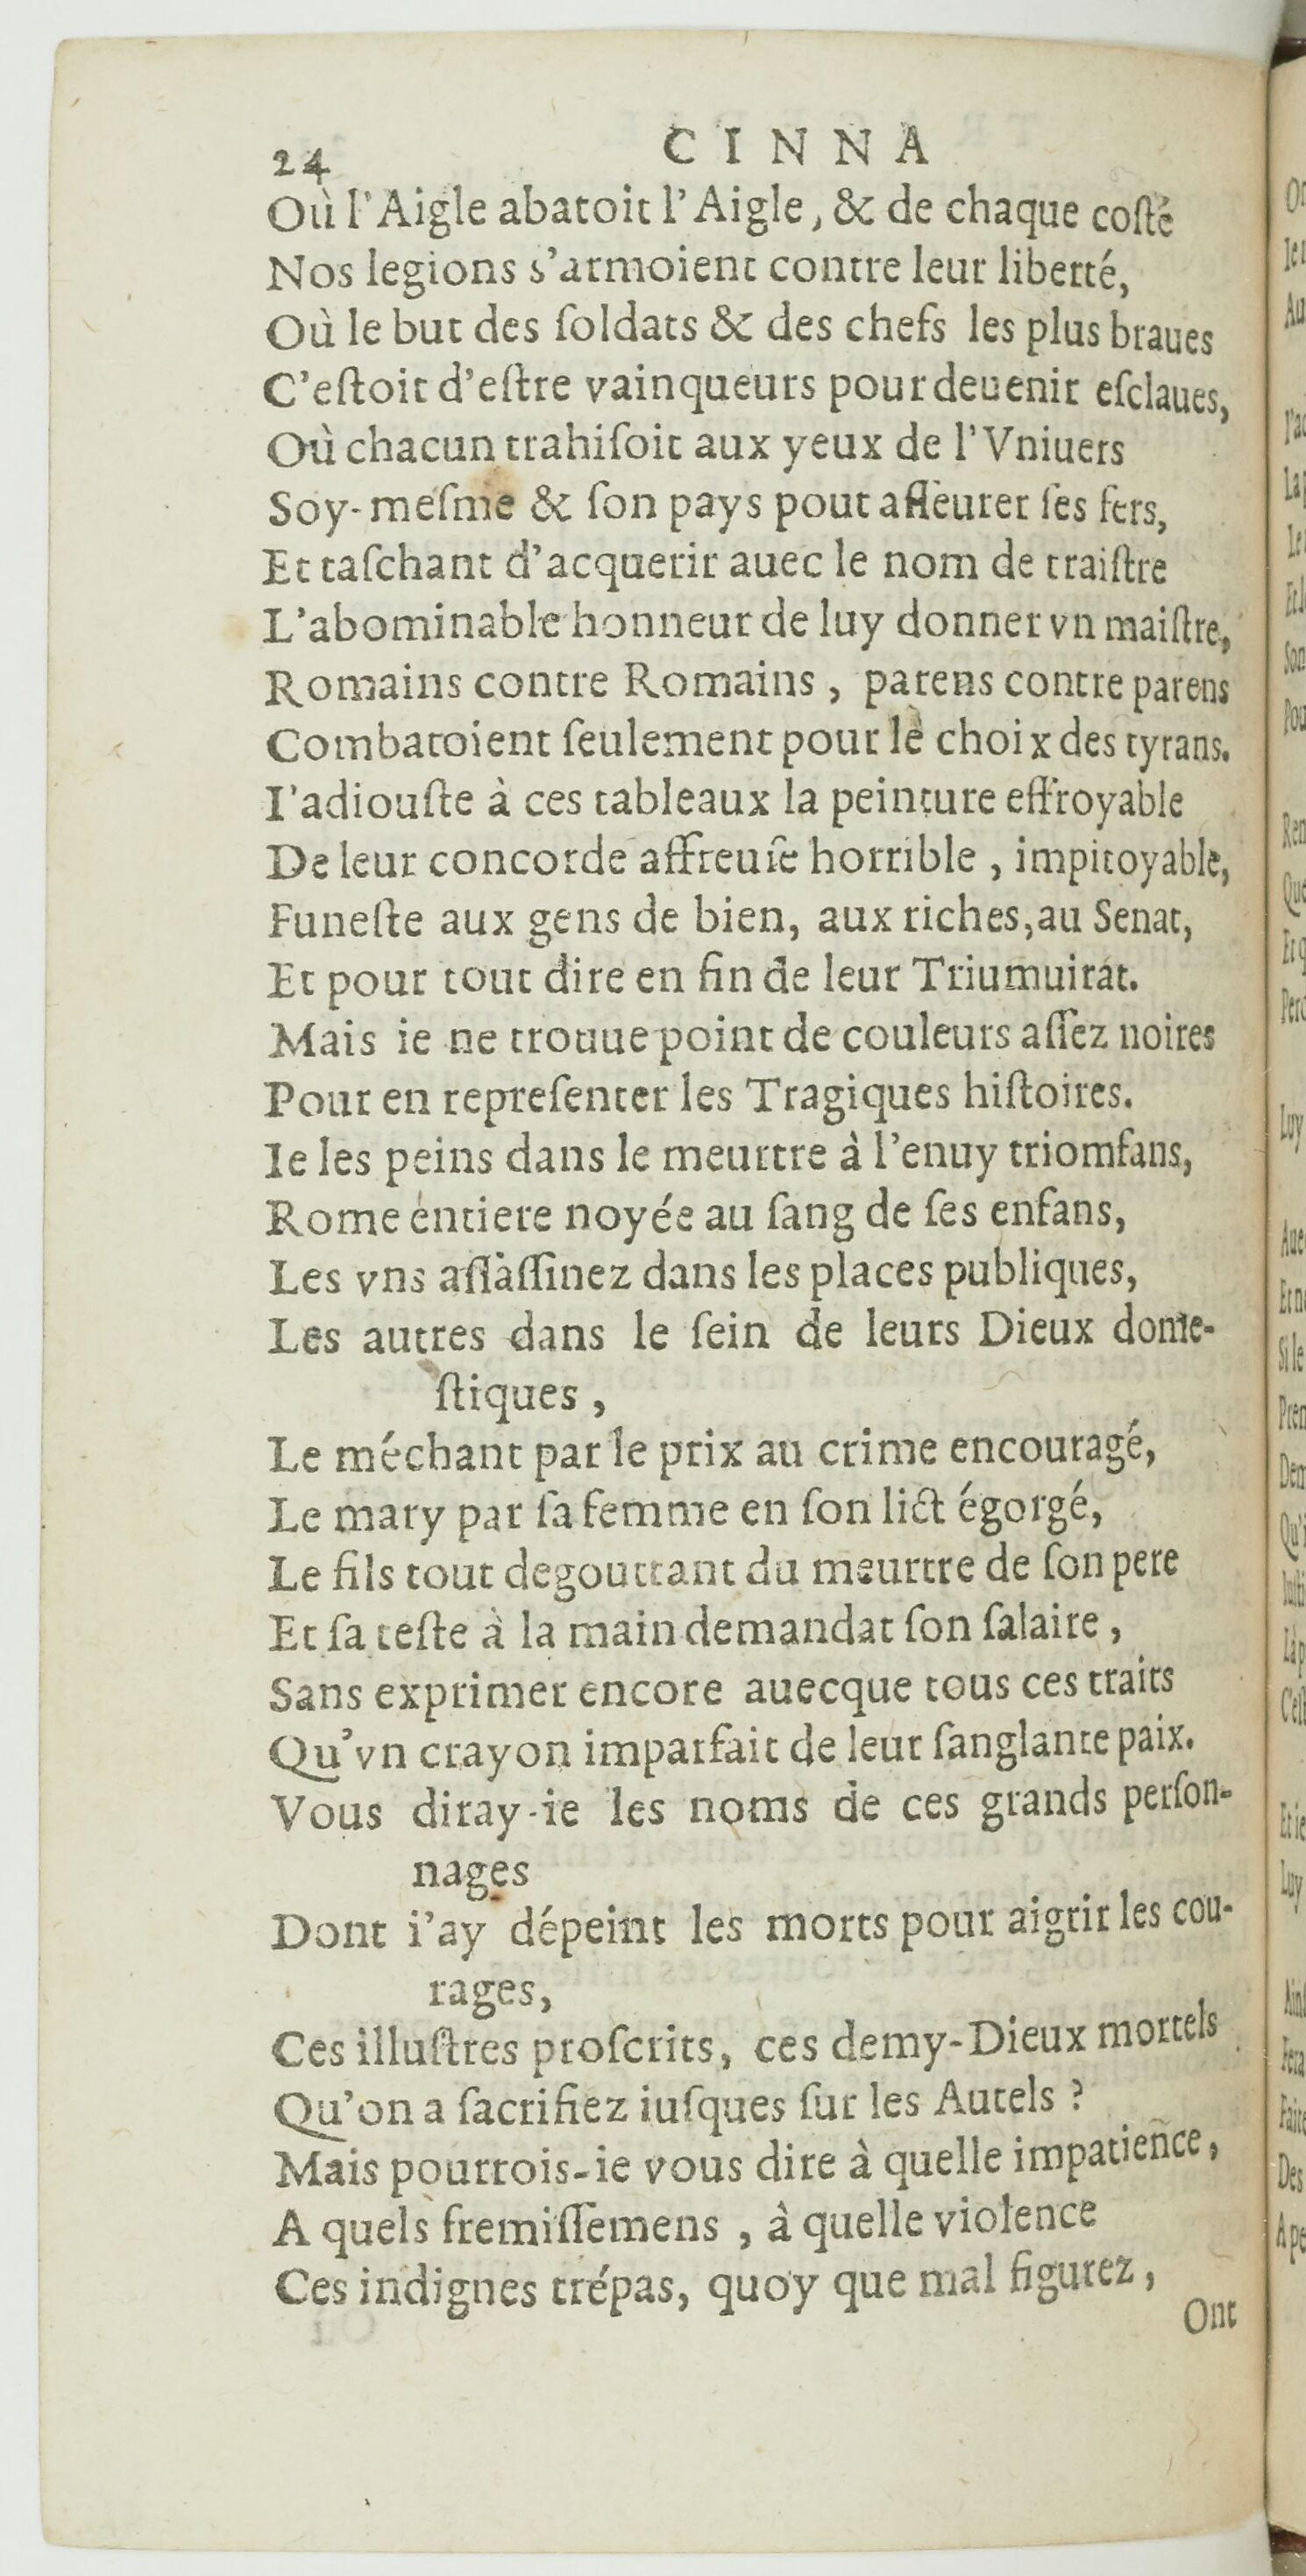 24 CINNA
Où l'Aigle abatoit l'Aigle, & de chaque coſté
Nos legions s'armoient contre leur liberté,
Où le but des ſoldats & des chefs les plus braues
C'eſtoit d'eſtre vainqueurs pour deuenir eſclaues,
Où chacun trahiſoit aux yeux de l'Vniuers
Soy-meſme & ſon pays pour aſſeurer ſes fers,
Et taſchant d'acquerir auec le nom de traiſtre
L'abominable honneur de luy donner vn maiſtre,
Romains contre Romains, parens contre parens
Combatoient ſeulement pour le choix des tyrans.
I'adiouſte à ces tableaux la peinture effroyable
De leur concorde affreuſe horrible, impitoyable,
Funeſte aux gens de bien, aux riches, au Senat,
Et pour tout dire en fin de leur Triumuirat.
Mais ie ne trouue point de couleurs aſſez noires
Pour en repreſenter les Tragiques hiſtoires.
Ie les peins dans le meurtre à l'enuy triomfans,
Rome entiere noyée au ſang de ſes enfans,
Les vns aſſaſſinez dans les places publiques,
Les autres dans le ſein de leurs Dieux dome-
ſtiques,
Le méchant par le prix au crime encouragé,
Le mary par ſa femme en ſon lict égorgé,
Le fils tout degouttant du meurtre de ſon pere
Et ſa teſte à la main demandat ſon ſalaire,
Sans exprimer encore auecque tous ces traits
Qu'vn crayon imparfait de leur ſanglante paix.
Vous diray-ie les noms de ces grands perſon-
nages
Dont i'ay dépeint les morts pour aigrir les cou-
rages,
Ces illuſtres proſcrits, ces demy-Dieux mortels
Qu'on a ſacrifiez iuſques ſur les Autels ?
Mais pourrois-ie vous dire à quelle impatience,
A quels fremiſſemens, à quelle violence
Ces indignes trépas, quoy que mal figurez,
Ont